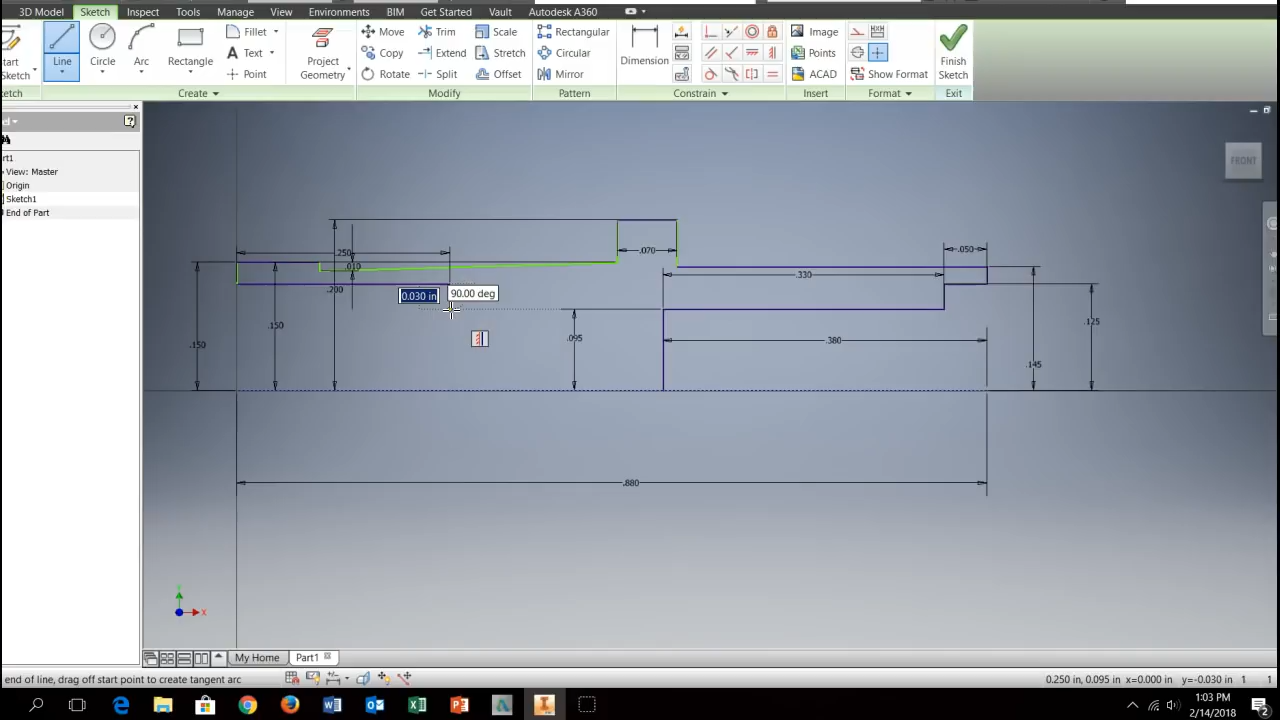 3D Model Sketch Inspect Tools Manage View Environments BIM Get Started Vault Autodesk A360
Line Circle Arc Rectangle
Fillet
Text
Point
Project
Geometry
Move Trim Scale
Copy Extend Stretch
Rotate Split Offset
Rectangular
Circular
Mirror
Dimension
Image
Points
ACAD
Show Format
Finish
Sketch
Create Modify Pattern Constrain Insert Format Exit
View: Master
Origin
Sketch1
End of Part
FRONT
.250
.010
.200
.150
.150
0.030 in
90.00 deg
.070
.095
.330
.380
.050
.125
.145
.880
Y
X
My Home Part1
end of line, drag off start point to create tangent arc
0.250 in, 0.095 in x=0.000 in y=-0.030 in 1 1
1:03 PM
2/14/2018
2